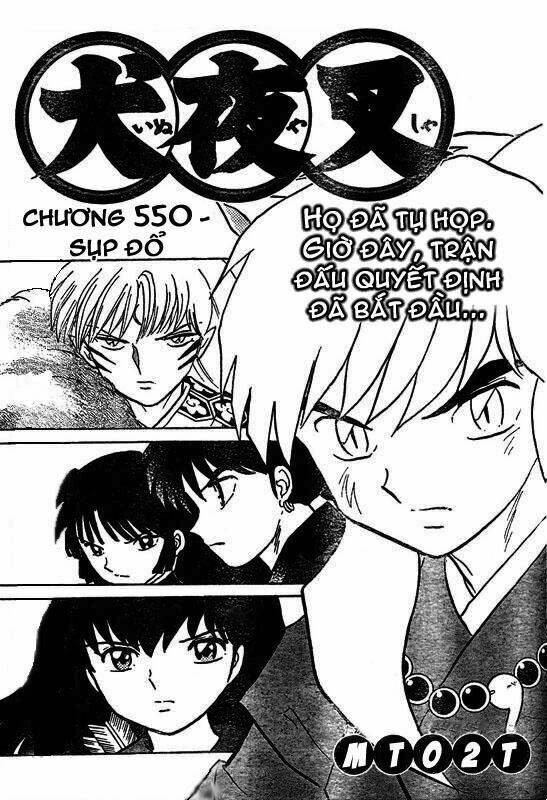 犬夜叉
いぬ や しゃ
CHƯƠNG 550 -
SỤP ĐỔ
HỌ ĐÃ TỤ HỌP.
GIỜ ĐÂY, TRẬN
ĐẤU QUYẾT ĐỊNH
ĐÃ BẮT ĐẦU...
MTO2T